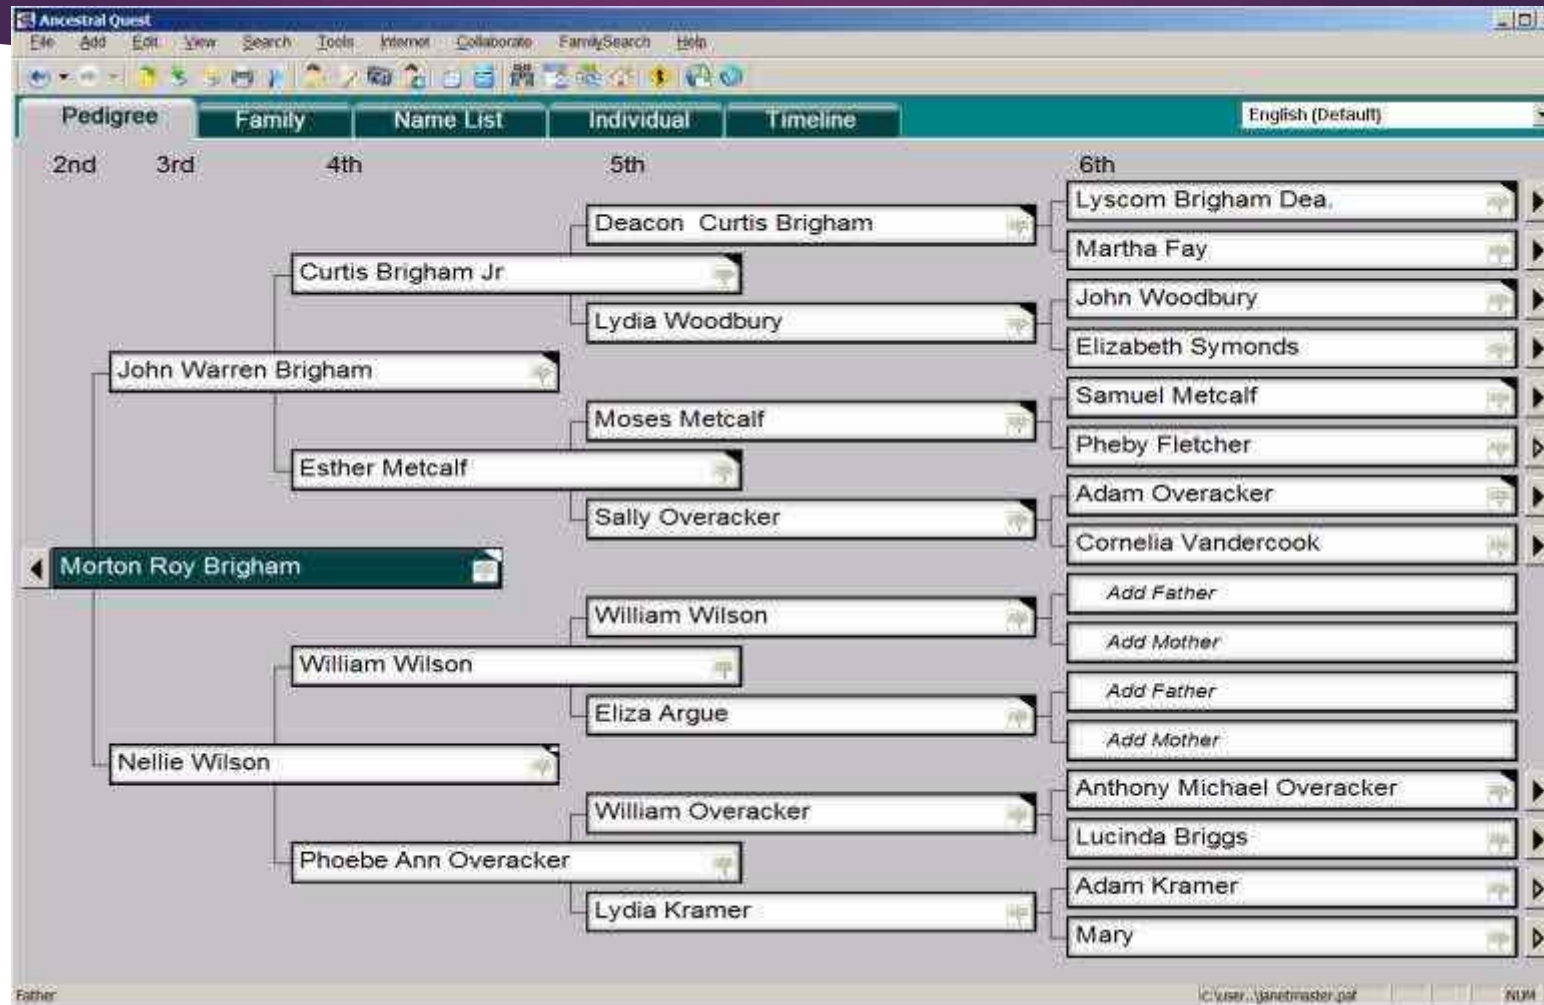 Ancestral Quest
File Add Edit View Search Tools Internet Collaborate FamilySearch Help
Pedigree Family Name List Individual Timeline English (Default)
2nd 3rd 4th 5th 6th
Lyscom Brigham Dea.
Deacon Curtis Brigham
Martha Fay
Curtis Brigham Jr
John Woodbury
Lydia Woodbury
Elizabeth Symonds
John Warren Brigham
Samuel Metcalf
Moses Metcalf
Pheby Fletcher
Esther Metcalf
Adam Overacker
Sally Overacker
Cornelia Vandercook
Morton Roy Brigham
Add Father
William Wilson
Add Mother
William Wilson
Add Father
Eliza Argue
Add Mother
Nellie Wilson
Anthony Michael Overacker
William Overacker
Lucinda Briggs
Phoebe Ann Overacker
Adam Kramer
Lydia Kramer
Mary
Father C:\user...\janetmaster.paf NUM